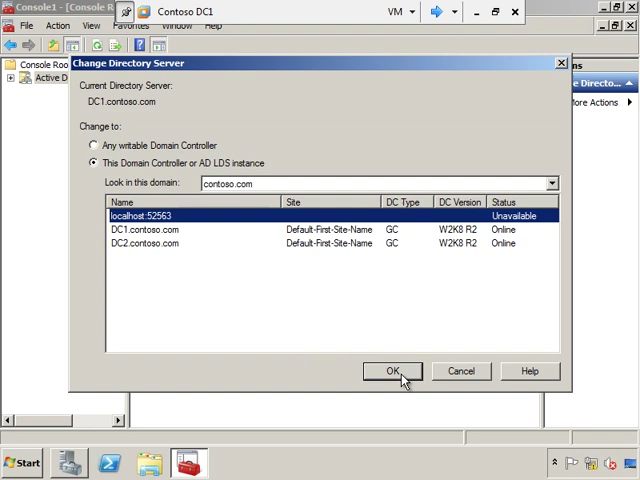 Console1 -
Contoso DC1
VM
File Action View Favorites Window Help
Console Roo
Active D
Change Directory Server
Current Directory Server:
DC1.contoso.com
Change to:
Any writable Domain Controller
This Domain Controller or AD LDS instance
Look in this domain: contoso.com
Name Site DC Type DC Version Status
localhost:52563 Unavailable
DC1.contoso.com Default-First-Site-Name GC W2K8 R2 Online
DC2.contoso.com Default-First-Site-Name GC W2K8 R2 Online
OK Cancel Help
ns
e Directo...
ore Actions
Start